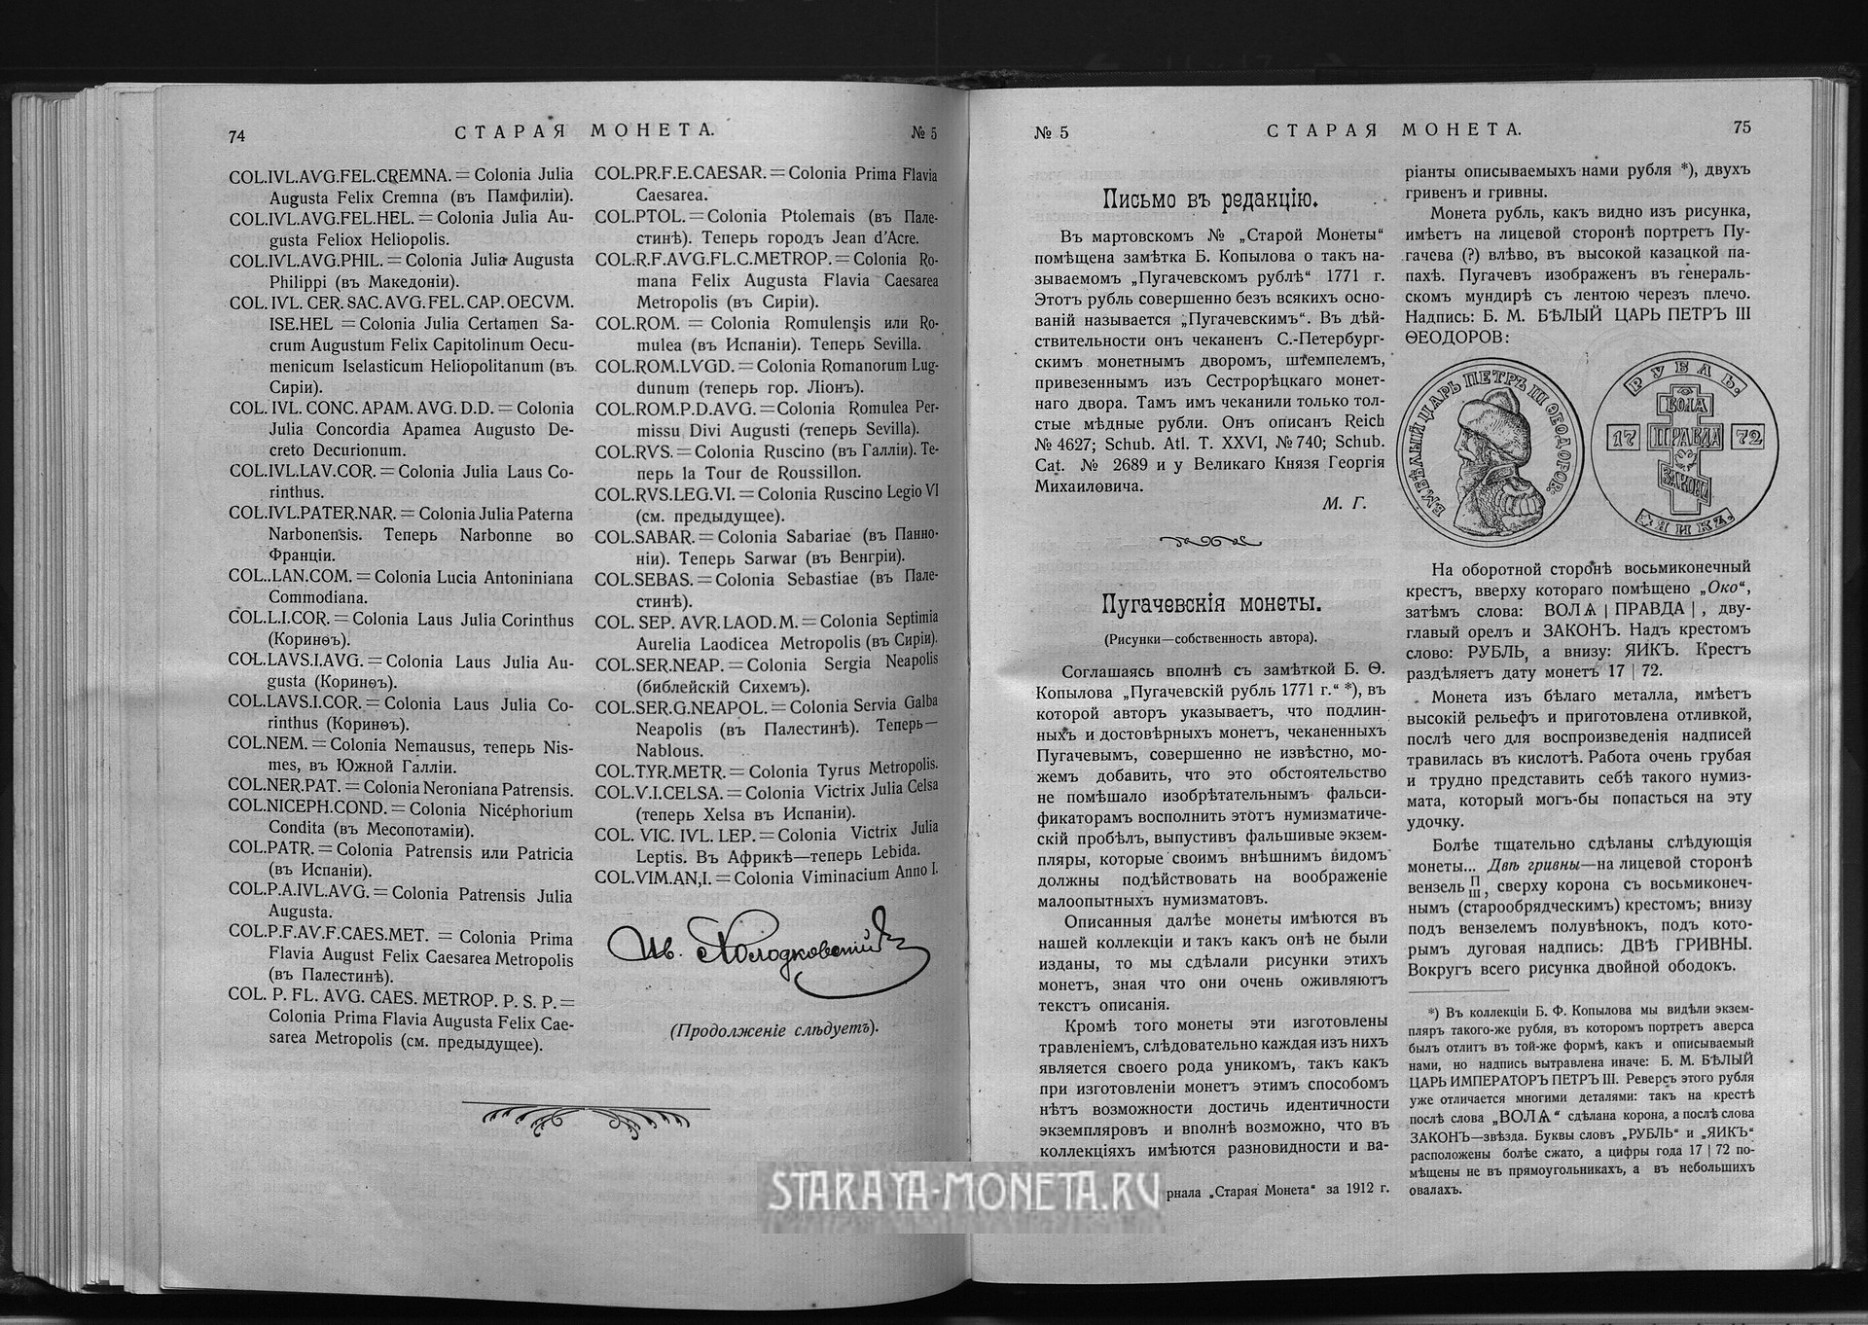 74
СТАРАЯ МОНЕТА.
№ 5
COL.IVL.AVG.FEL.CREMNA. = Colonia Julia
Augusta Felix Cremna (въ Памфиліи).
COL.IVL.AVG.FEL.HEL. = Colonia Julia Au-
gusta Feliox Heliopolis.
COL.IVL.AVG.PHIL. = Colonia Julia Augusta
Philippi (въ Македоніи).
COL. IVL. CER. SAC. AVG. FEL. CAP. OECVM.
ISE.HEL = Colonia Julia Certamen Sa-
crum Augustum Felix Capitolinum Oecu-
menicum Iselasticum Heliopolitanum (въ
Сиріи).
COL. IVL. CONC. APAM. AVG. D.D. = Colonia
Julia Concordia Apamea Augusto De-
creto Decurionum.
COL.IVL.LAV.COR. = Colonia Julia Laus Co-
rinthus.
COL.IVL.PATER.NAR. = Colonia Julia Paterna
Narbonensis. Теперь Narbonne во
Франціи.
COL..LAN.COM. = Colonia Lucia Antoniniana
Commodiana.
COL.L.I.COR. = Colonia Laus Julia Corinthus
(Коринѳъ).
COL.LAVS.I.AVG. = Colonia Laus Julia Au-
gusta (Коринѳъ).
COL.LAVS.I.COR. = Colonia Laus Julia Co-
rinthus (Коринѳъ).
COL.NEM. = Colonia Nemausus, теперь Nis-
mes, въ Южной Галліи.
COL.NER.PAT. = Colonia Neroniana Patrensis.
COL.NICEPH.COND. = Colonia Nicéphorium
Condita (въ Месопотаміи).
COL.PATR. = Colonia Patrensis или Patricia
(въ Испаніи).
COL.P.A.IVL.AVG. = Colonia Patrensis Julia
Augusta.
COL.P.F.AV.F.CAES.MET. = Colonia Prima
Flavia August Felix Caesarea Metropolis
(въ Палестинѣ).
COL. P. FL. AVG. CAES. METROP. P. S. P. =
Colonia Prima Flavia Augusta Felix Cae-
sarea Metropolis (см. предыдущее).
COL.PR.F.E.CAESAR. = Colonia Prima Flavia
Caesarea.
COL.PTOL. = Colonia Ptolemais (въ Пале-
стинѣ). Теперь городъ Jean d'Acre.
COL.R.F.AVG.FL.C.METROP. = Colonia Ro-
mana Felix Augusta Flavia Caesarea
Metropolis (въ Сиріи).
COL.ROM. = Colonia Romulensis или Ro-
mulea (въ Испаніи). Теперь Sevilla.
COL.ROM.LVGD. = Colonia Romanorum Lug-
dunum (теперь гор. Ліонъ).
COL.ROM.P.D.AVG. = Colonia Romulea Per-
missu Divi Augusti (теперь Sevilla).
COL.RVS. = Colonia Ruscino (въ Галліи). Те-
перь la Tour de Roussillon.
COL.RVS.LEG.VI. = Colonia Ruscino Legio VI
(см. предыдущее).
COL.SABAR. = Colonia Sabariae (въ Панно-
ніи). Теперь Sarwar (въ Венгріи).
COL.SEBAS. = Colonia Sebastiae (въ Пале-
стинѣ).
COL. SEP. AVR. LAOD. M. = Colonia Septimia
Aurelia Laodicea Metropolis (въ Сиріи).
COL.SER.NEAP. = Colonia Sergia Neapolis
(библейскій Сихемъ).
COL.SER.G.NEAPOL. = Colonia Servia Galba
Neapolis (въ Палестинѣ). Теперь—
Nablous.
COL.TYR.METR. = Colonia Tyrus Metropolis.
COL.V.I.CELSA. = Colonia Victrix Julia Celsa
(теперь Xelsa въ Испаніи).
COL. VIC. IVL. LEP. = Colonia Victrix Julia
Leptis. Въ Африкѣ—теперь Lebida.
COL.VIM.AN,I. = Colonia Viminacium Anno I.
Ив. Холодковскій
(Продолженіе слѣдуетъ).
№ 5
СТАРАЯ МОНЕТА.
75
Письмо въ редакцію.
Въ мартовскомъ № „Старой Монеты“
помѣщена замѣтка Б. Копылова о такъ на-
зываемомъ „Пугачевскомъ рублѣ“ 1771 г.
Этотъ рубль совершенно безъ всякихъ осно-
ваній называется „Пугачевскимъ“. Въ дѣй-
ствительности онъ чеканенъ С.-Петербург-
скимъ монетнымъ дворомъ, штемпелемъ,
привезеннымъ изъ Сестрорѣцкаго монет-
наго двора. Тамъ имъ чеканили только тол-
стые мѣдные рубли. Онъ описанъ Reich
№ 4627; Schub. Atl. T. XXVI, № 740; Schub.
Cat. № 2689 и у Великаго Князя Георгія
Михаиловича.
М. Г.
Пугачевскія монеты.
(Рисунки—собственность автора).
Соглашаясь вполнѣ съ замѣткой Б. Ѳ.
Копылова „Пугачевскій рубль 1771 г.“ *), въ
которой авторъ указываетъ, что подлин-
ныхъ и достовѣрныхъ монетъ, чеканенныхъ
Пугачевымъ, совершенно не извѣстно, мо-
жемъ добавить, что это обстоятельство
не помѣшало изобрѣтательнымъ фальси-
фикаторамъ восполнить этотъ нумизматиче-
скій пробѣлъ, выпустивъ фальшивые экзем-
пляры, которые своимъ внѣшнимъ видомъ
должны подѣйствовать на воображеніе
малоопытныхъ нумизматовъ.
Описанныя далѣе монеты имѣются въ
нашей коллекціи и такъ какъ онѣ не были
изданы, то мы сдѣлали рисунки этихъ
монетъ, зная что они очень оживляютъ
текстъ описанія.
Кромѣ того монеты эти изготовлены
травленіемъ, слѣдовательно каждая изъ нихъ
является своего рода уникомъ, такъ какъ
при изготовленіи монетъ этимъ способомъ
нѣтъ возможности достичь идентичности
экземпляровъ и вполнѣ возможно, что въ
коллекціяхъ имѣются разновидности и ва-
рнала „Старая Монета“ за 1912 г.
ріанты описываемыхъ нами рубля *), двухъ
гривенъ и гривны.
Монета рубль, какъ видно изъ рисунка,
имѣетъ на лицевой сторонѣ портретъ Пу-
гачева (?) влѣво, въ высокой казацкой па-
пахѣ. Пугачевъ изображенъ въ генераль-
скомъ мундирѣ съ лентою черезъ плечо.
Надпись: Б. М. БѢЛЫЙ ЦАРЬ ПЕТРЪ III
ѲЕОДОРОВ:
Б.М.БѢЛЫЙ ЦАРЬ ПЕТРЪ III ѲЕОДОРОВ:
РУБЛЬ.
ВОЛѦ
17 ПРАВДА 72
ЗАКОНЪ
ЯИКЪ.
На оборотной сторонѣ восьмиконечный
крестъ, вверху котораго помѣщено „Око“,
затѣмъ слова: ВОЛѦ | ПРАВДА |, дву-
главый орелъ и ЗАКОНЪ. Надъ крестомъ
слово: РУБЛЬ, а внизу: ЯИКЪ. Крестъ
раздѣляетъ дату монетъ 17 | 72.
Монета изъ бѣлаго металла, имѣетъ
высокій рельефъ и приготовлена отливкой,
послѣ чего для воспроизведенія надписей
травилась въ кислотѣ. Работа очень грубая
и трудно представить себѣ такого нумиз-
мата, который могъ-бы попасться на эту
удочку.
Болѣе тщательно сдѣланы слѣдующія
монеты... Двѣ гривны—на лицевой сторонѣ
вензель П III, сверху корона съ восьмиконеч-
нымъ (старообрядческимъ) крестомъ; внизу
подъ вензелемъ полувѣнокъ, подъ кото-
рымъ дуговая надпись: ДВѢ ГРИВНЫ.
Вокругъ всего рисунка двойной ободокъ.
*) Въ коллекціи Б. Ф. Копылова мы видѣли экзем-
пляръ такого-же рубля, въ которомъ портретъ аверса
былъ отлитъ въ той-же формѣ, какъ и описываемый
нами, но надпись вытравлена иначе: Б. М. БѢЛЫЙ
ЦАРЬ ИМПЕРАТОРЪ ПЕТРЪ III. Реверсъ этого рубля
уже отличается многими деталями: такъ на крестѣ
послѣ слова „ВОЛѦ“ сдѣлана корона, а послѣ слова
ЗАКОНЪ—звѣзда. Буквы словъ „РУБЛЬ“ и „ЯИКЪ“
расположены болѣе сжато, а цифры года 17 | 72 по-
мѣщены не въ прямоугольникахъ, а въ небольшихъ
овалахъ.
STARAYA-MONETA.RU